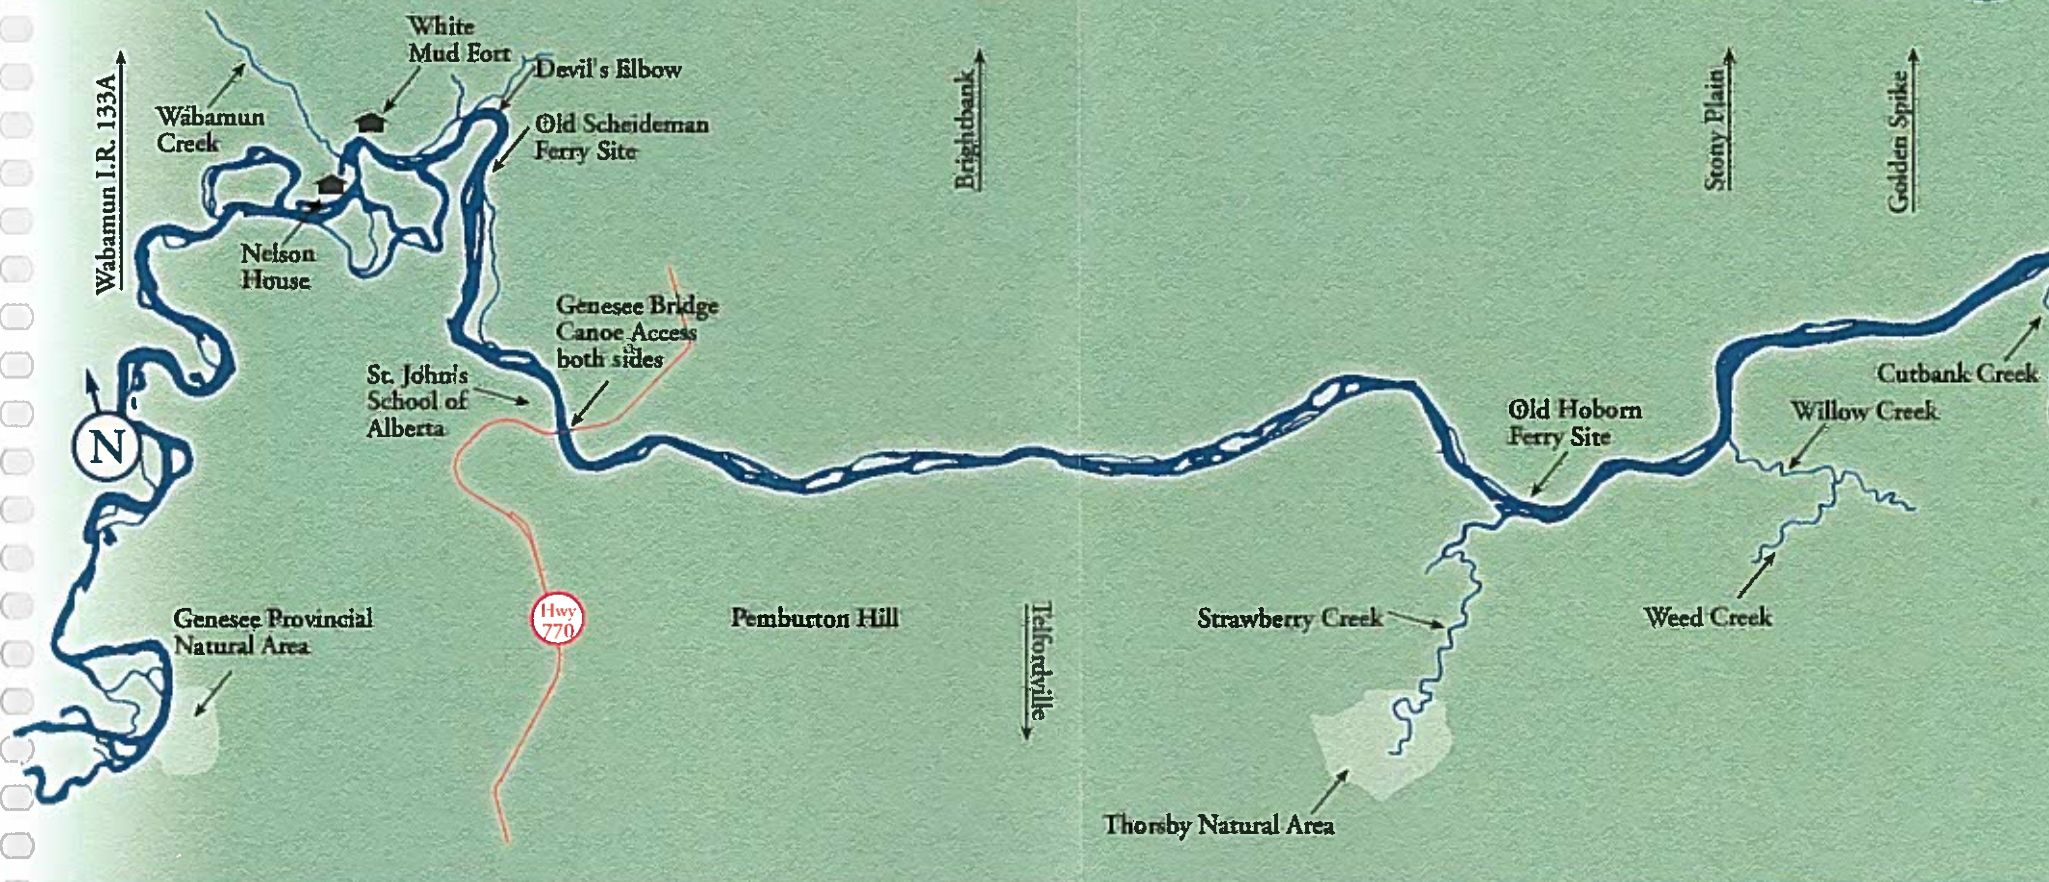 White
Mud Fort
Devil's Elbow
Wabamun I.R. 133A
Wabamun
Creek
Old Scheideman
Ferry Site
Brightbank
Stony Plain
Golden Spike
Nelson
House
Genesee Bridge
Canoe Access
both sides
St. John's
School of
Alberta
Cutbank Creek
Willow Creek
Old Hoborn
Ferry Site
N
Genesee Provincial
Natural Area
Hwy
770
Pemburton Hill
Telfordville
Strawberry Creek
Weed Creek
Thorsby Natural Area